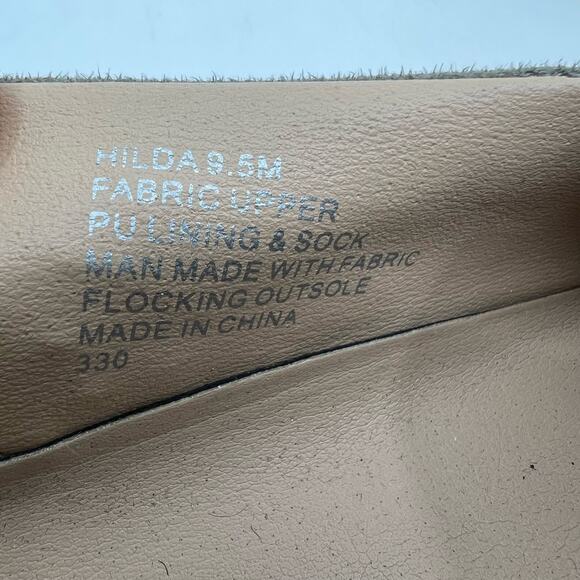 HILDA 9.5M
FABRIC UPPER
PU LINING & SOCK
MAN MADE WITH FABRIC
FLOCKING OUTSOLE
MADE IN CHINA
330